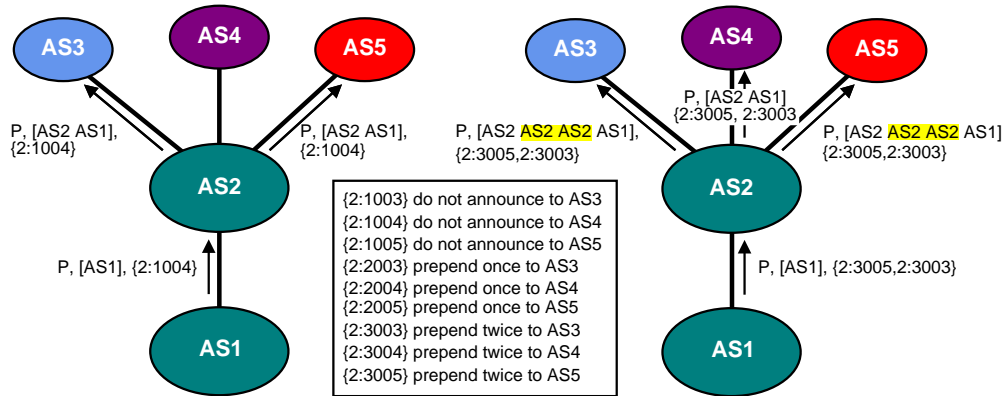 AS3
AS4
AS5
P, [AS2 AS1],
{2:1004}
P, [AS2 AS1],
{2:1004}
AS2
P, [AS1], {2:1004}
AS1
{2:1003} do not announce to AS3
{2:1004} do not announce to AS4
{2:1005} do not announce to AS5
{2:2003} prepend once to AS3
{2:2004} prepend once to AS4
{2:2005} prepend once to AS5
{2:3003} prepend twice to AS3
{2:3004} prepend twice to AS4
{2:3005} prepend twice to AS5
AS3
AS4
AS5
P, [AS2 AS1]
{2:3005, 2:3003
P, [AS2 AS2 AS2 AS1],
{2:3005,2:3003}
P, [AS2 AS2 AS2 AS1]
{2:3005,2:3003}
AS2
P, [AS1], {2:3005,2:3003}
AS1